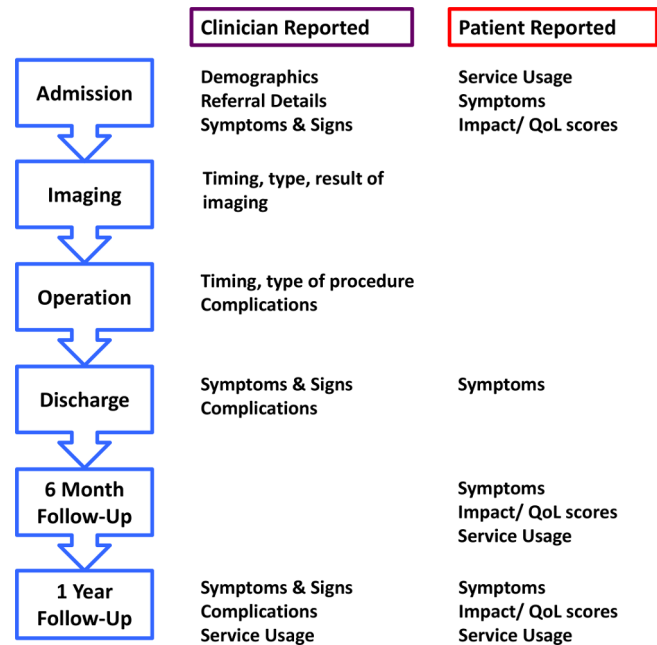 Clinician Reported
Patient Reported
Admission
Demographics
Referral Details
Symptoms & Signs
Service Usage
Symptoms
Impact/ QoL scores
Imaging
Timing, type, result of
imaging
Operation
Timing, type of procedure
Complications
Discharge
Symptoms & Signs
Complications
Symptoms
6 Month
Follow-Up
Symptoms
Impact/ QoL scores
Service Usage
1 Year
Follow-Up
Symptoms & Signs
Complications
Service Usage
Symptoms
Impact/ QoL scores
Service Usage